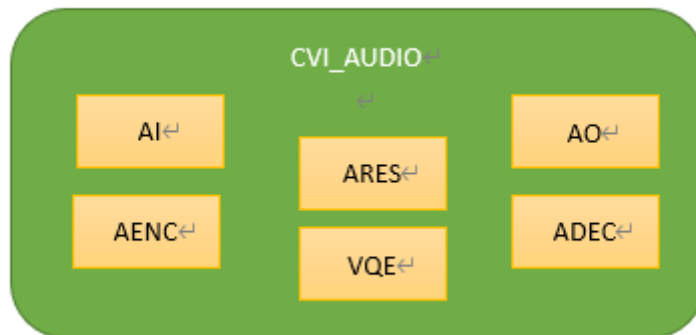 CVI_AUDIO↵
↵
AI↵
AO↵
ARES↵
AENC↵
ADEC↵
VQE↵